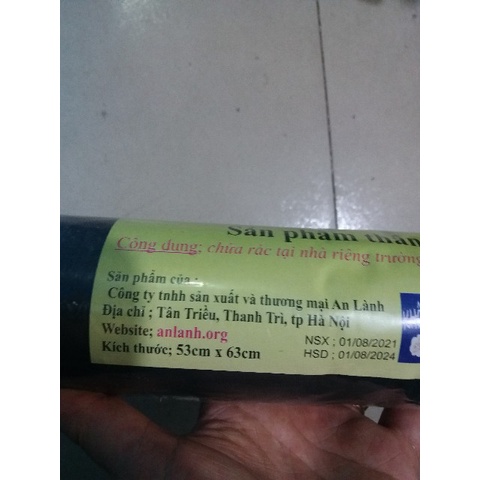 Sản phẩm thân
Công dụng; chứa rác tại nhà riêng trường
Sản phẩm của :
Công ty tnhh sản xuất và thương mại An Lành
Địa chỉ ; Tân Triều, Thanh Trì, tp Hà Nội
Website; anlanh.org
Kích thước; 53cm x 63cm
NSX ; 01/08/2021
HSD ; 01/08/2024